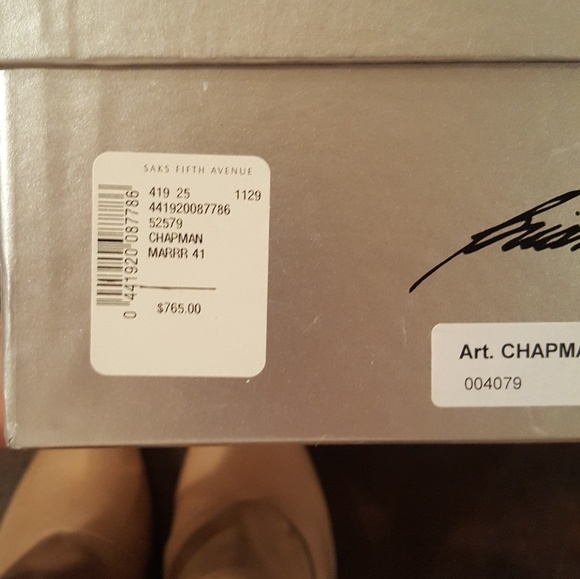 SAKS FIFTH AVENUE
419 25 1129
441920087786
52579
CHAPMAN
MARRR 41
$765.00
0 441920 087786
Art. CHAPMA
004079